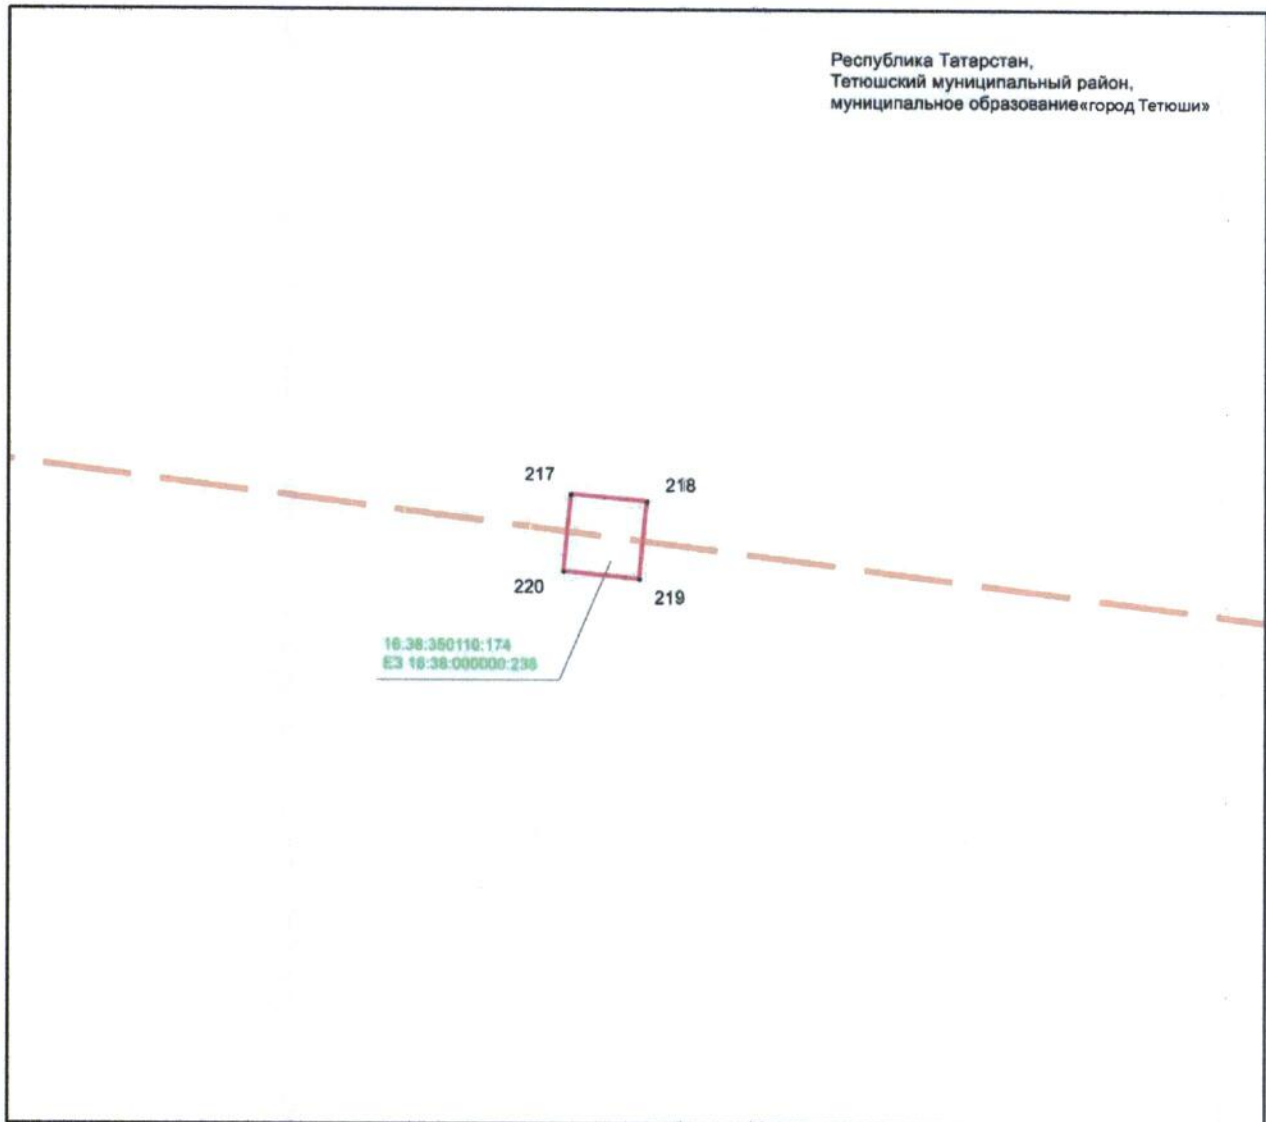 Республика Татарстан,
Тетюшский муниципальный район,
муниципальное образование«город Тетюши»
217
218
220
219
16:38:350110:174
ЕЗ 16:38:000000:238